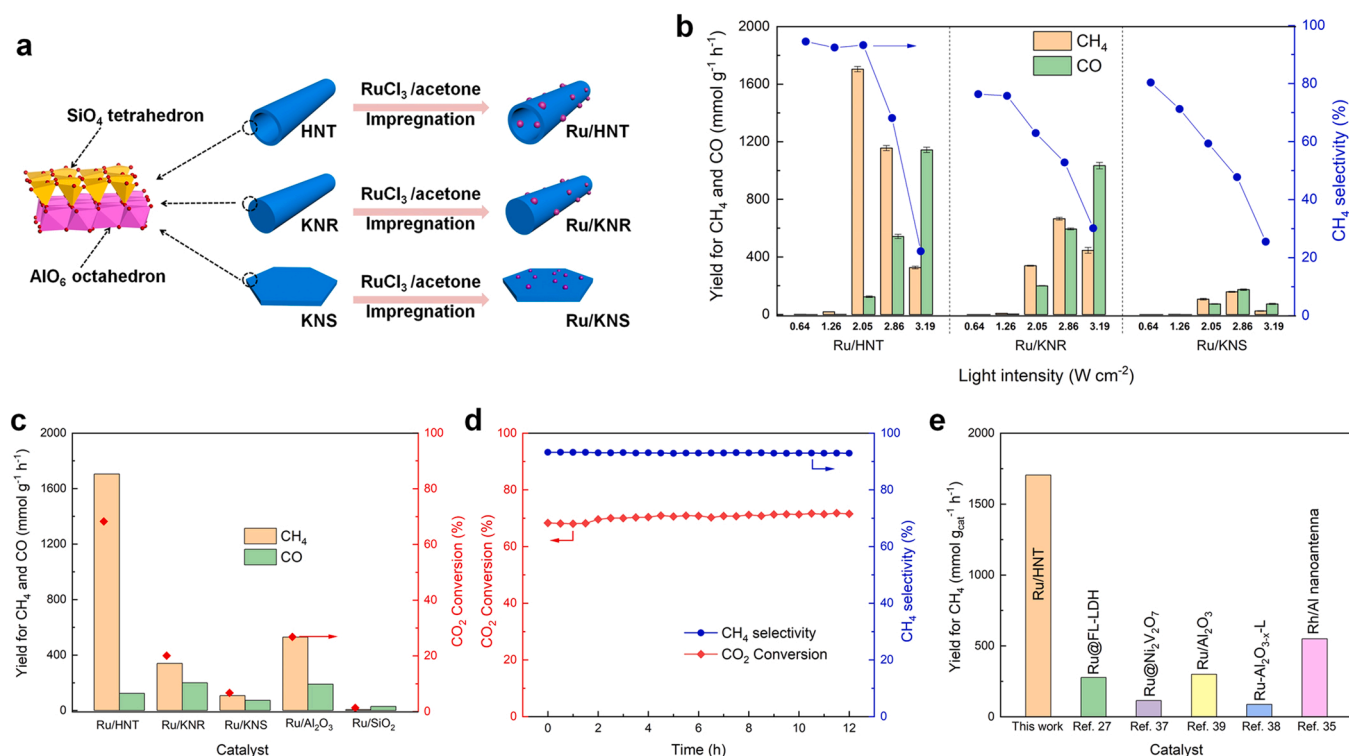 a
SiO₄ tetrahedron
AlO₆ octahedron
HNT
RuCl₃ /acetone
Impregnation
Ru/HNT
KNR
RuCl₃ /acetone
Impregnation
Ru/KNR
KNS
RuCl₃ /acetone
Impregnation
Ru/KNS
b
Yield for CH₄ and CO (mmol g⁻¹ h⁻¹)
2000
1600
1200
800
400
0
CH₄
CO
100
80
60
40
20
0
CH₄ selectivity (%)
0.64 1.26 2.05 2.86 3.19 0.64 1.26 2.05 2.86 3.19 0.64 1.26 2.05 2.86 3.19
Ru/HNT Ru/KNR Ru/KNS
Light intensity (W cm⁻²)
c
Yield for CH₄ and CO (mmol g⁻¹ h⁻¹)
2000
1600
1200
800
400
0
CH₄
CO
100
80
60
40
20
0
CO₂ Conversion (%)
Ru/HNT Ru/KNR Ru/KNS Ru/Al₂O₃ Ru/SiO₂
Catalyst
d
CO₂ Conversion (%)
100
90
80
70
60
50
40
30
20
10
0
CH₄ selectivity
CO₂ Conversion
100
80
60
40
20
0
CH₄ selectivity (%)
0 2 4 6 8 10 12
Time (h)
e
Yield for CH₄ (mmol g_cat⁻¹ h⁻¹)
2000
1500
1000
500
0
Ru/HNT
Ru@FL-LDH
Ru@Ni₂V₂O₇
Ru/Al₂O₃
Ru-Al₂O₃₋ₓ-L
Rh/Al nanoantenna
This work Ref. 27 Ref. 37 Ref. 39 Ref. 38 Ref. 35
Catalyst